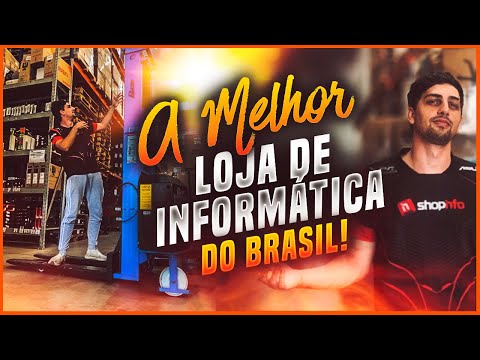 A Melhor
LOJA DE
INFORMÁTICA
DO BRASIL!
shopinfo